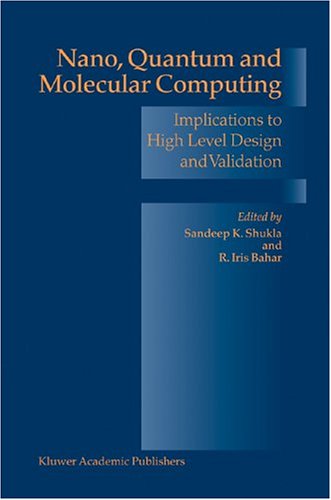 Nano, Quantum and
Molecular Computing
Implications to
High Level Design
and Validation
Edited by
Sandeep K. Shukla
and
R. Iris Bahar
Kluwer Academic Publishers